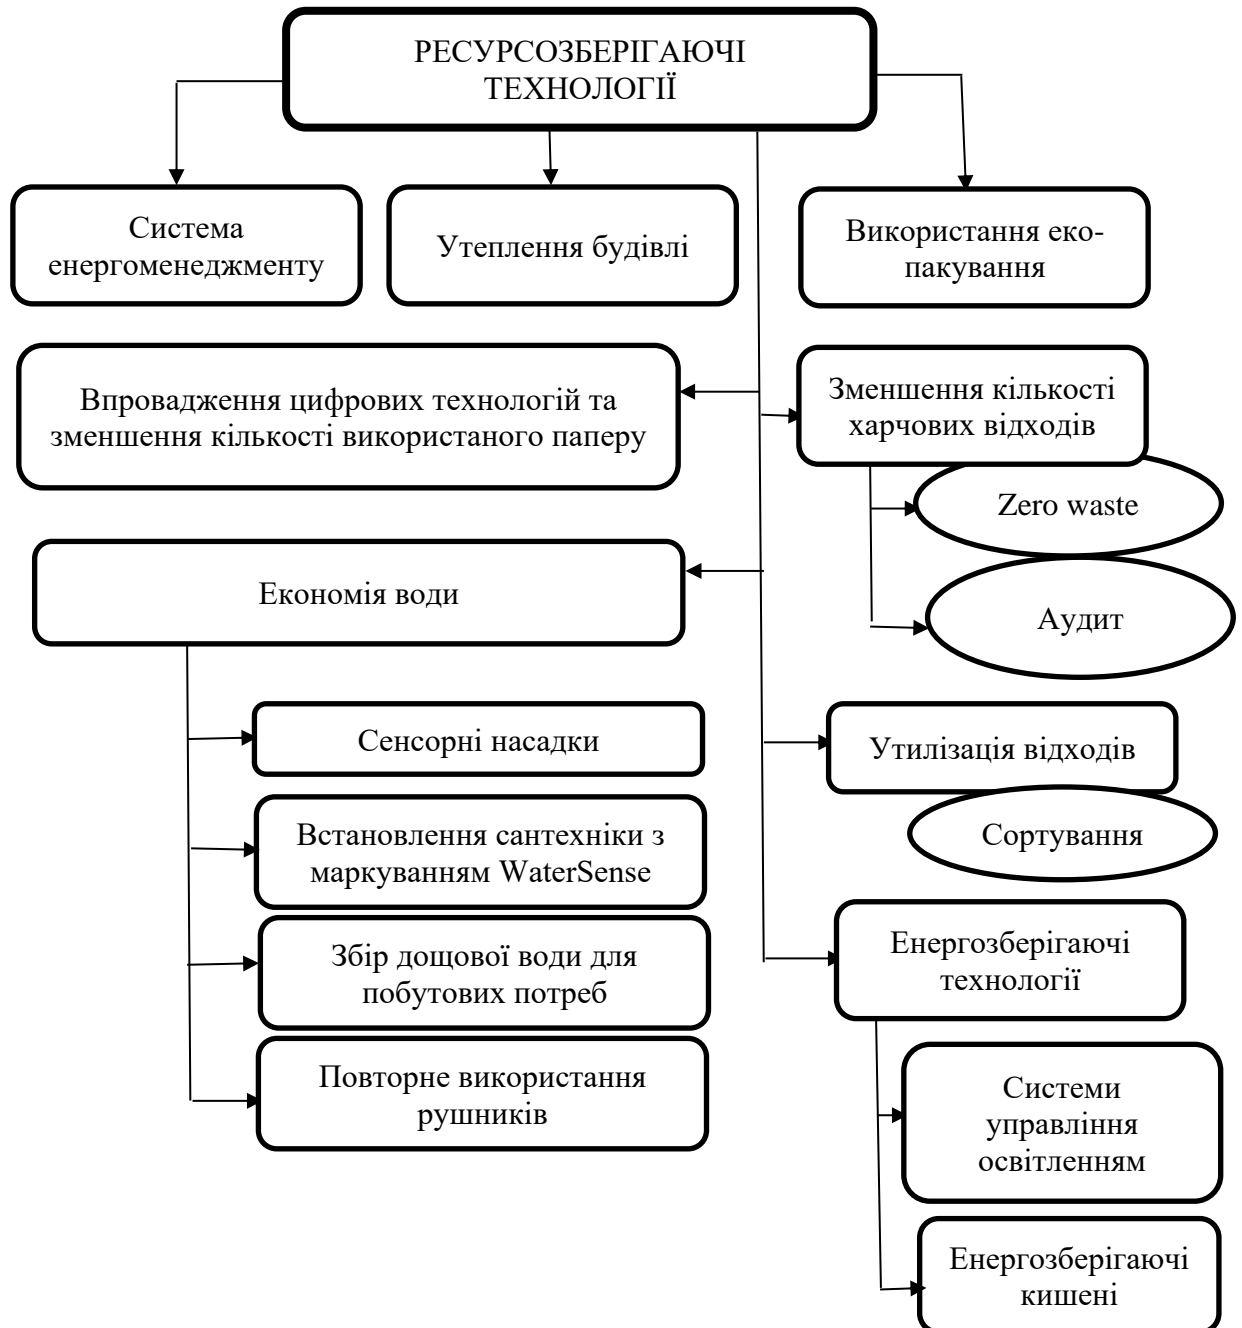 РЕСУРСОЗБЕРІГАЮЧІ
ТЕХНОЛОГІЇ
Система
енергоменеджменту
Утеплення будівлі
Використання еко-
пакування
Впровадження цифрових технологій та
зменшення кількості використаного паперу
Зменшення кількості
харчових відходів
Zero waste
Аудит
Економія води
Сенсорні насадки
Встановлення сантехніки з
маркуванням WaterSense
Збір дощової води для
побутових потреб
Повторне використання
рушників
Утилізація відходів
Сортування
Енергозберігаючі
технології
Системи
управління
освітленням
Енергозберігаючі
кишені